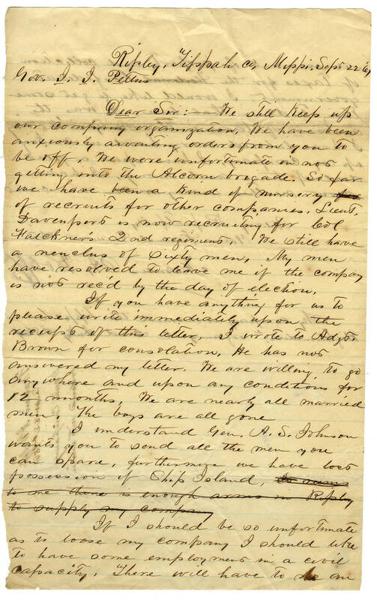 Ripley, Tippah Co, Missi, Sept 22 61
Gov. J. J. Pettus
Dear Sir: We still keep up
our company organization, We have been
anxiously awaiting orders from you to
be off. We were unfortunate in not
getting into the Alcorn brigade. So far
we have been a kind of nursery for
of recruits for other companies. Lieut.
Davenport is now recruiting for Col
Falckner's 2nd regiment. We still have
a neuclus of sixty men. My men
have resolved to leave me if the company
is not recd by the day of election.
If you have anything for us to
please write immediately upon the
receipt of this letter. I wrote to Adjt.
Brown for consolation. He has not
answered my letter. We are willing to go
anywhere and upon any conditions for
12 months, We are nearly all married
men. The boys are all gone
I understand Gen. A. S. Johnson
wants you to send all the men you
can spare, furthermore we have lost
possession of Ship Island,
to me there is enough arms in Ripley
to supply my company
If I should be so unfortunate
as to loose my company I should like
to have some employment in a civil
capacity. There will have to be an